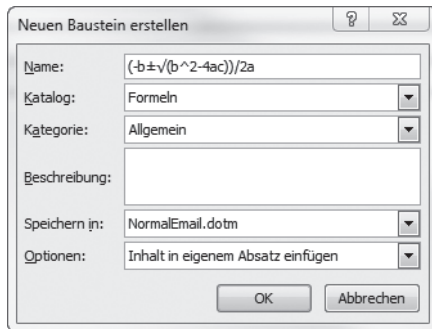 Neuen Baustein erstellen
Name: (-b±√(b^2-4ac))/2a
Katalog: Formeln
Kategorie: Allgemein
Beschreibung:
Speichern in: NormalEmail.dotm
Optionen: Inhalt in eigenem Absatz einfügen
OK Abbrechen